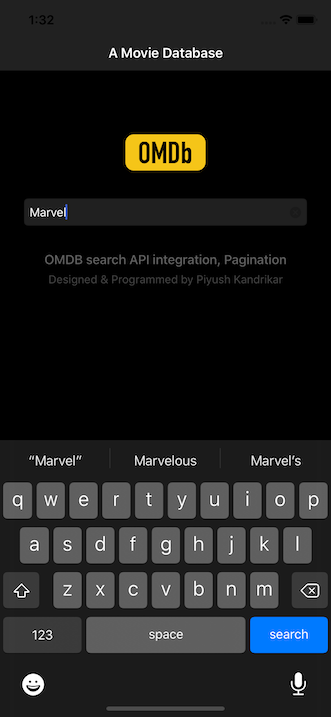 1:32
A Movie Database
OMDb
Marvel
OMDB search API integration, Pagination
Designed & Programmed by Piyush Kandrikar
“Marvel” Marvelous Marvel's
q w e r t y u i o p
a s d f g h j k l
z x c v b n m
123 space search